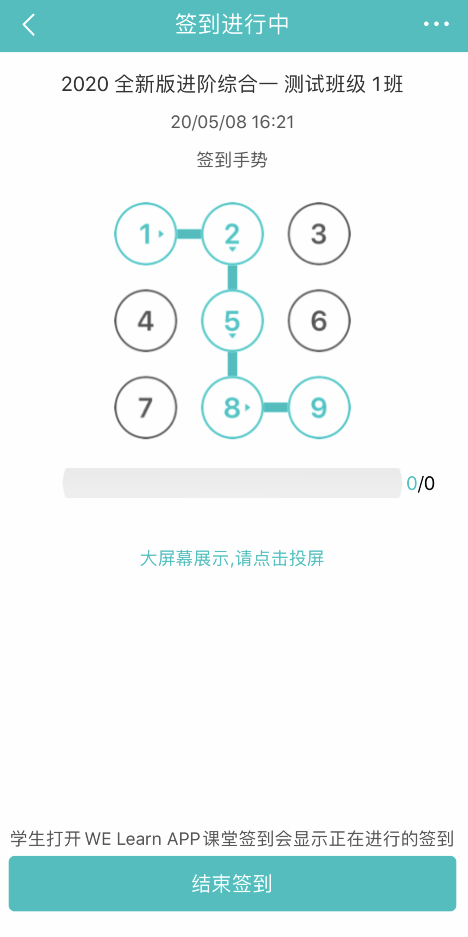 签到进行中
2020 全新版进阶综合一 测试班级 1班
20/05/08 16:21
签到手势
1 2 3
4 5 6
7 8 9
0/0
大屏幕展示,请点击投屏
学生打开 WE Learn APP课堂签到会显示正在进行的签到
结束签到